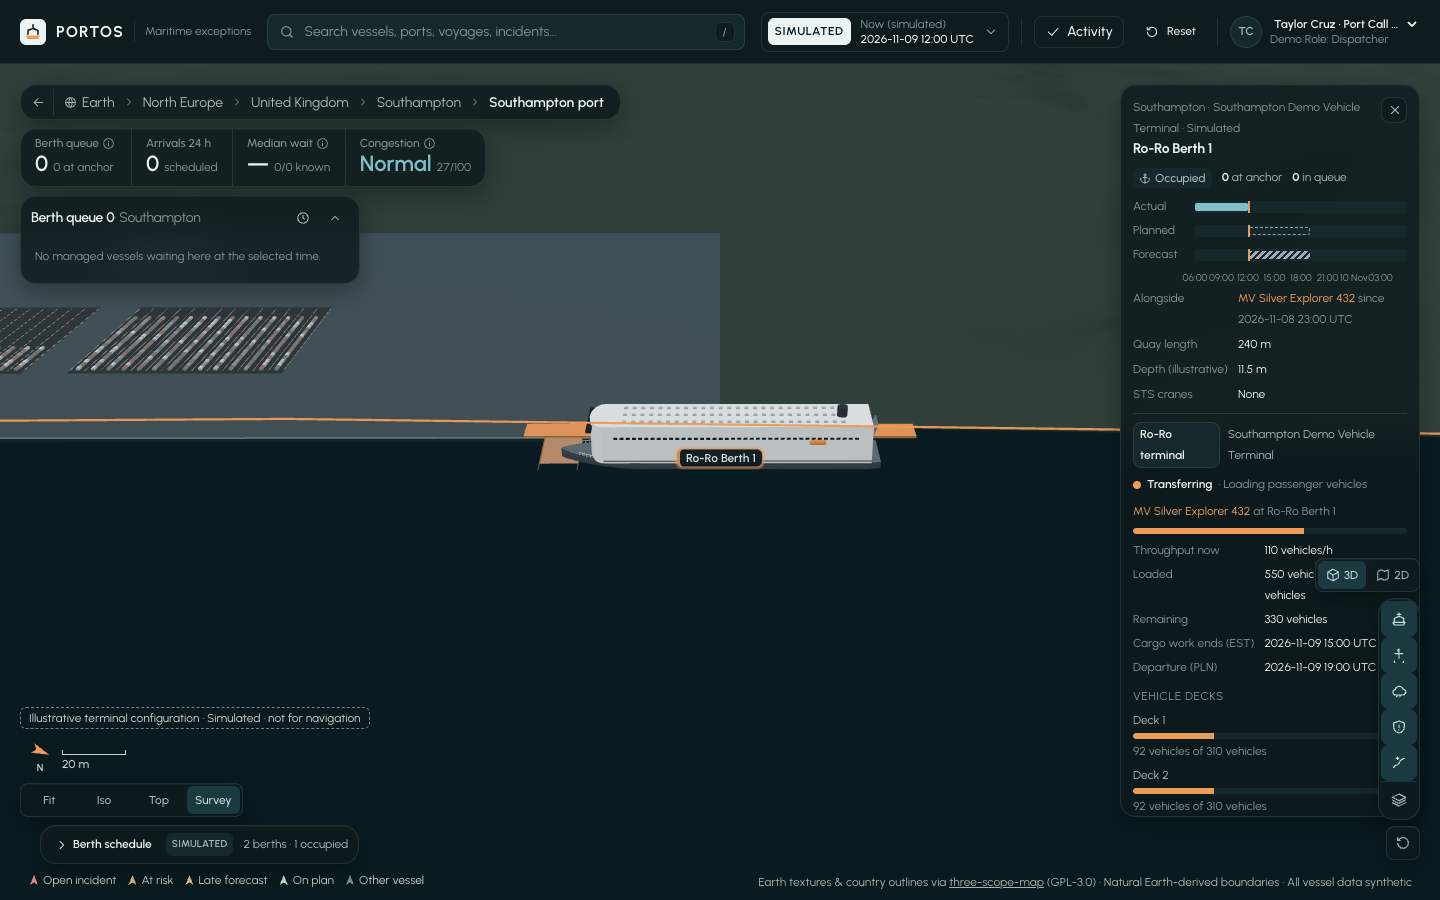 PORTOS
Maritime exceptions
Search vessels, ports, voyages, incidents...
/
SIMULATED
Now (simulated)
2026-11-09 12:00 UTC
Activity
Reset
TC
Taylor Cruz · Port Call ...
Demo Role: Dispatcher
Earth
North Europe
United Kingdom
Southampton
Southampton port
Berth queue
0 0 at anchor
Arrivals 24 h
0 scheduled
Median wait
— 0/0 known
Congestion
Normal 27/100
Berth queue 0 Southampton
No managed vessels waiting here at the selected time.
Ro-Ro Berth 1
Southampton · Southampton Demo Vehicle
Terminal · Simulated
Ro-Ro Berth 1
Occupied 0 at anchor 0 in queue
Actual
Planned
Forecast
06:00 09:00 12:00 15:00 18:00 21:00 10 Nov 03:00
Alongside MV Silver Explorer 432 since
2026-11-08 23:00 UTC
Quay length 240 m
Depth (illustrative) 11.5 m
STS cranes None
Ro-Ro
terminal
Southampton Demo Vehicle
Terminal
Transferring · Loading passenger vehicles
MV Silver Explorer 432 at Ro-Ro Berth 1
Throughput now 110 vehicles/h
Loaded 550 vehic
vehicles
3D
2D
Remaining 330 vehicles
Cargo work ends (EST) 2026-11-09 15:00 UTC
Departure (PLN) 2026-11-09 19:00 UTC
VEHICLE DECKS
Deck 1
92 vehicles of 310 vehicles
Deck 2
92 vehicles of 310 vehicles
Illustrative terminal configuration · Simulated · not for navigation
N
20 m
Fit
Iso
Top
Survey
Berth schedule SIMULATED 2 berths · 1 occupied
Open incident
At risk
Late forecast
On plan
Other vessel
Earth textures & country outlines via three-scope-map (GPL-3.0) · Natural Earth-derived boundaries · All vessel data synthetic